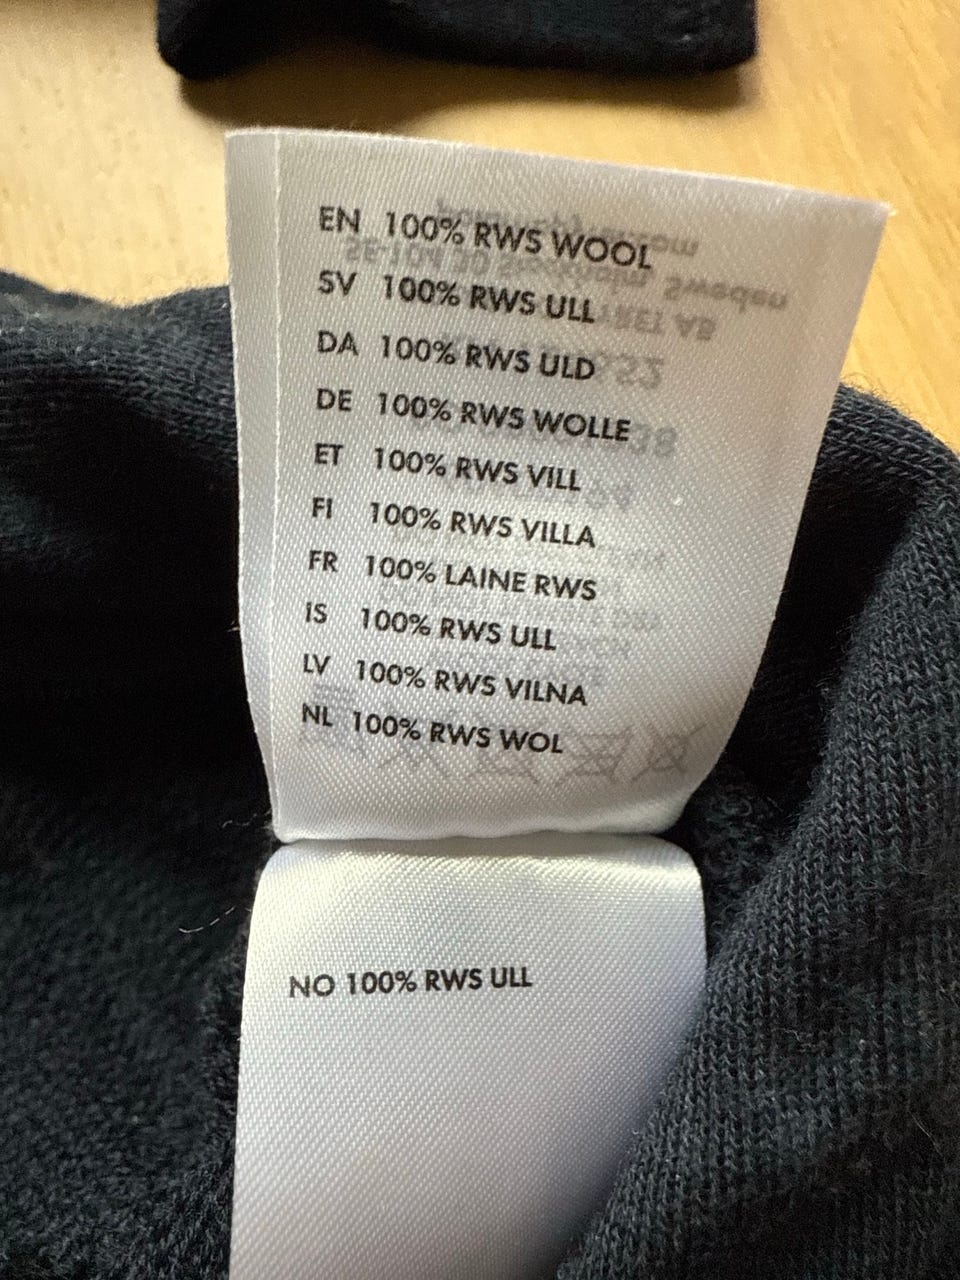 EN 100% RWS WOOL
SV 100% RWS ULL
DA 100% RWS ULD
DE 100% RWS WOLLE
ET 100% RWS VILL
FI 100% RWS VILLA
FR 100% LAINE RWS
IS 100% RWS ULL
LV 100% RWS VILNA
NL 100% RWS WOL
NO 100% RWS ULL